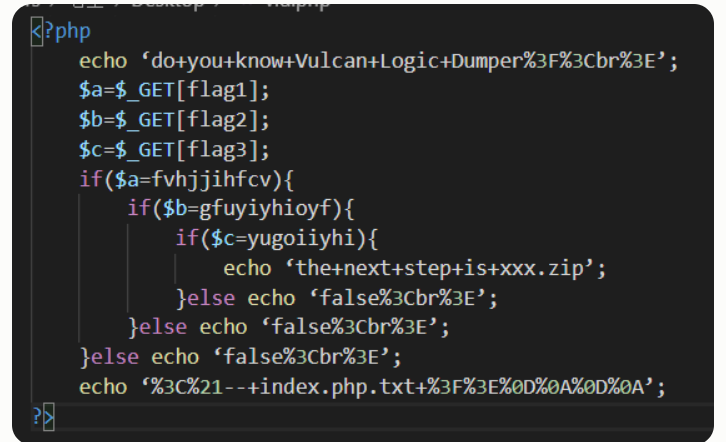 <?php
echo ‘do+you+know+Vulcan+Logic+Dumper%3F%3Cbr%3E’;
$a=$_GET[flag1];
$b=$_GET[flag2];
$c=$_GET[flag3];
if($a=fvhjjihfcv){
if($b=gfuyiyhioyf){
if($c=yugoiiyhi){
echo ‘the+next+step+is+xxx.zip’;
}else echo ‘false%3Cbr%3E’;
}else echo ‘false%3Cbr%3E’;
}else echo ‘false%3Cbr%3E’;
echo ‘%3C%21--+index.php.txt+%3F%3E%0D%0A%0D%0A’;
?>